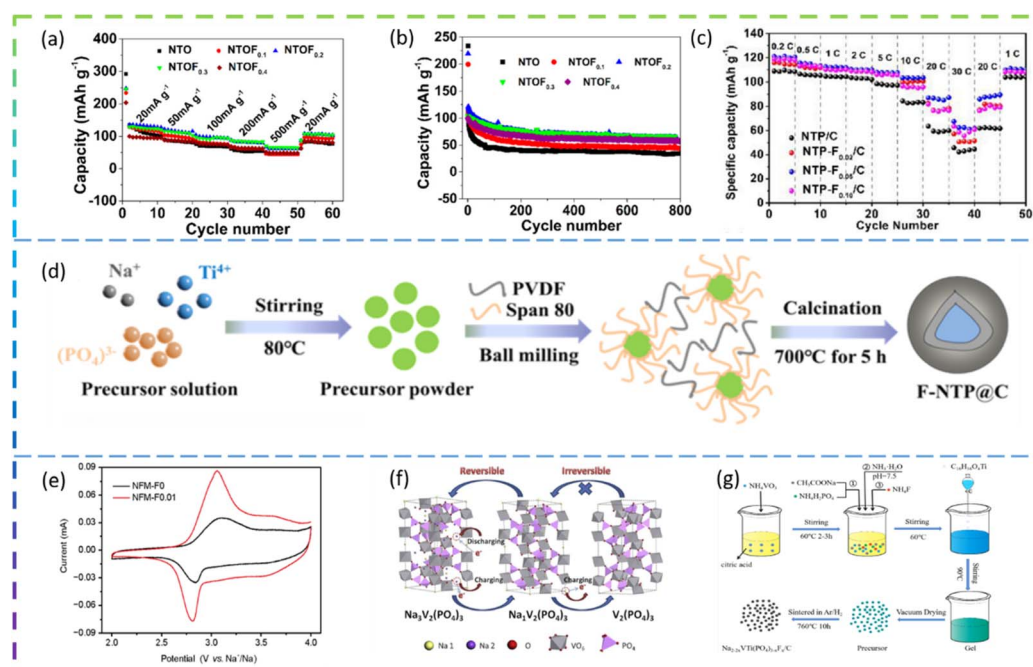 (a)
400
300
200
100
0
-100
Capacity (mAh g⁻¹)
0 10 20 30 40 50 60
Cycle number
NTO NTOF0.1 NTOF0.2
NTOF0.3 NTOF0.4
20mA g⁻¹
50mA g⁻¹
100mA g⁻¹
200mA g⁻¹
500mA g⁻¹
20mA g⁻¹
(b)
250
200
150
100
50
0
-50
Capacity (mAh g⁻¹)
0 200 400 600 800
Cycle number
NTO NTOF0.1 NTOF0.2
NTOF0.3 NTOF0.4
(c)
140
120
100
80
60
40
20
0
Specific capacity (mAh g⁻¹)
0 10 20 30 40 50 60
Cycle Number
0.2 C 0.5 C 1 C 2 C 5 C 10 C 20 C 30 C 20 C 1 C
NTP/C
NTP-F0.02/C
NTP-F0.05/C
NTP-F0.10/C
(d)
Na⁺
Ti⁴⁺
(PO₄)³⁻
Precursor solution
Stirring
80°C
Precursor powder
PVDF
Span 80
Ball milling
Calcination
700°C for 5 h
F-NTP@C
(e)
0.09
0.06
0.03
0.00
-0.03
-0.06
-0.09
Current (mA)
NFM-F0
NFM-F0.01
2.0 2.5 3.0 3.5 4.0
Potential (V vs. Na⁺/Na)
(f)
Reversible
Irreversible
Discharging
e⁻
Charging
e⁻
Charging
e⁻
Na₃V₂(PO₄)₃
Na₁V₂(PO₄)₃
V₂(PO₄)₃
Na 1 Na 2 O VO₆ PO₄
(g)
NH₄VO₃
citric acid
CH₃COONa
NH₄H₂PO₄
①
② NH₃·H₂O
pH=7.5
③
NH₄F
Stirring
60°C 2-3h
Precursor
Stirring
60°C
Stirring
90°C
Gel
Vacuum Drying
Precursor
Sintered in Ar/H₂
760°C 10h